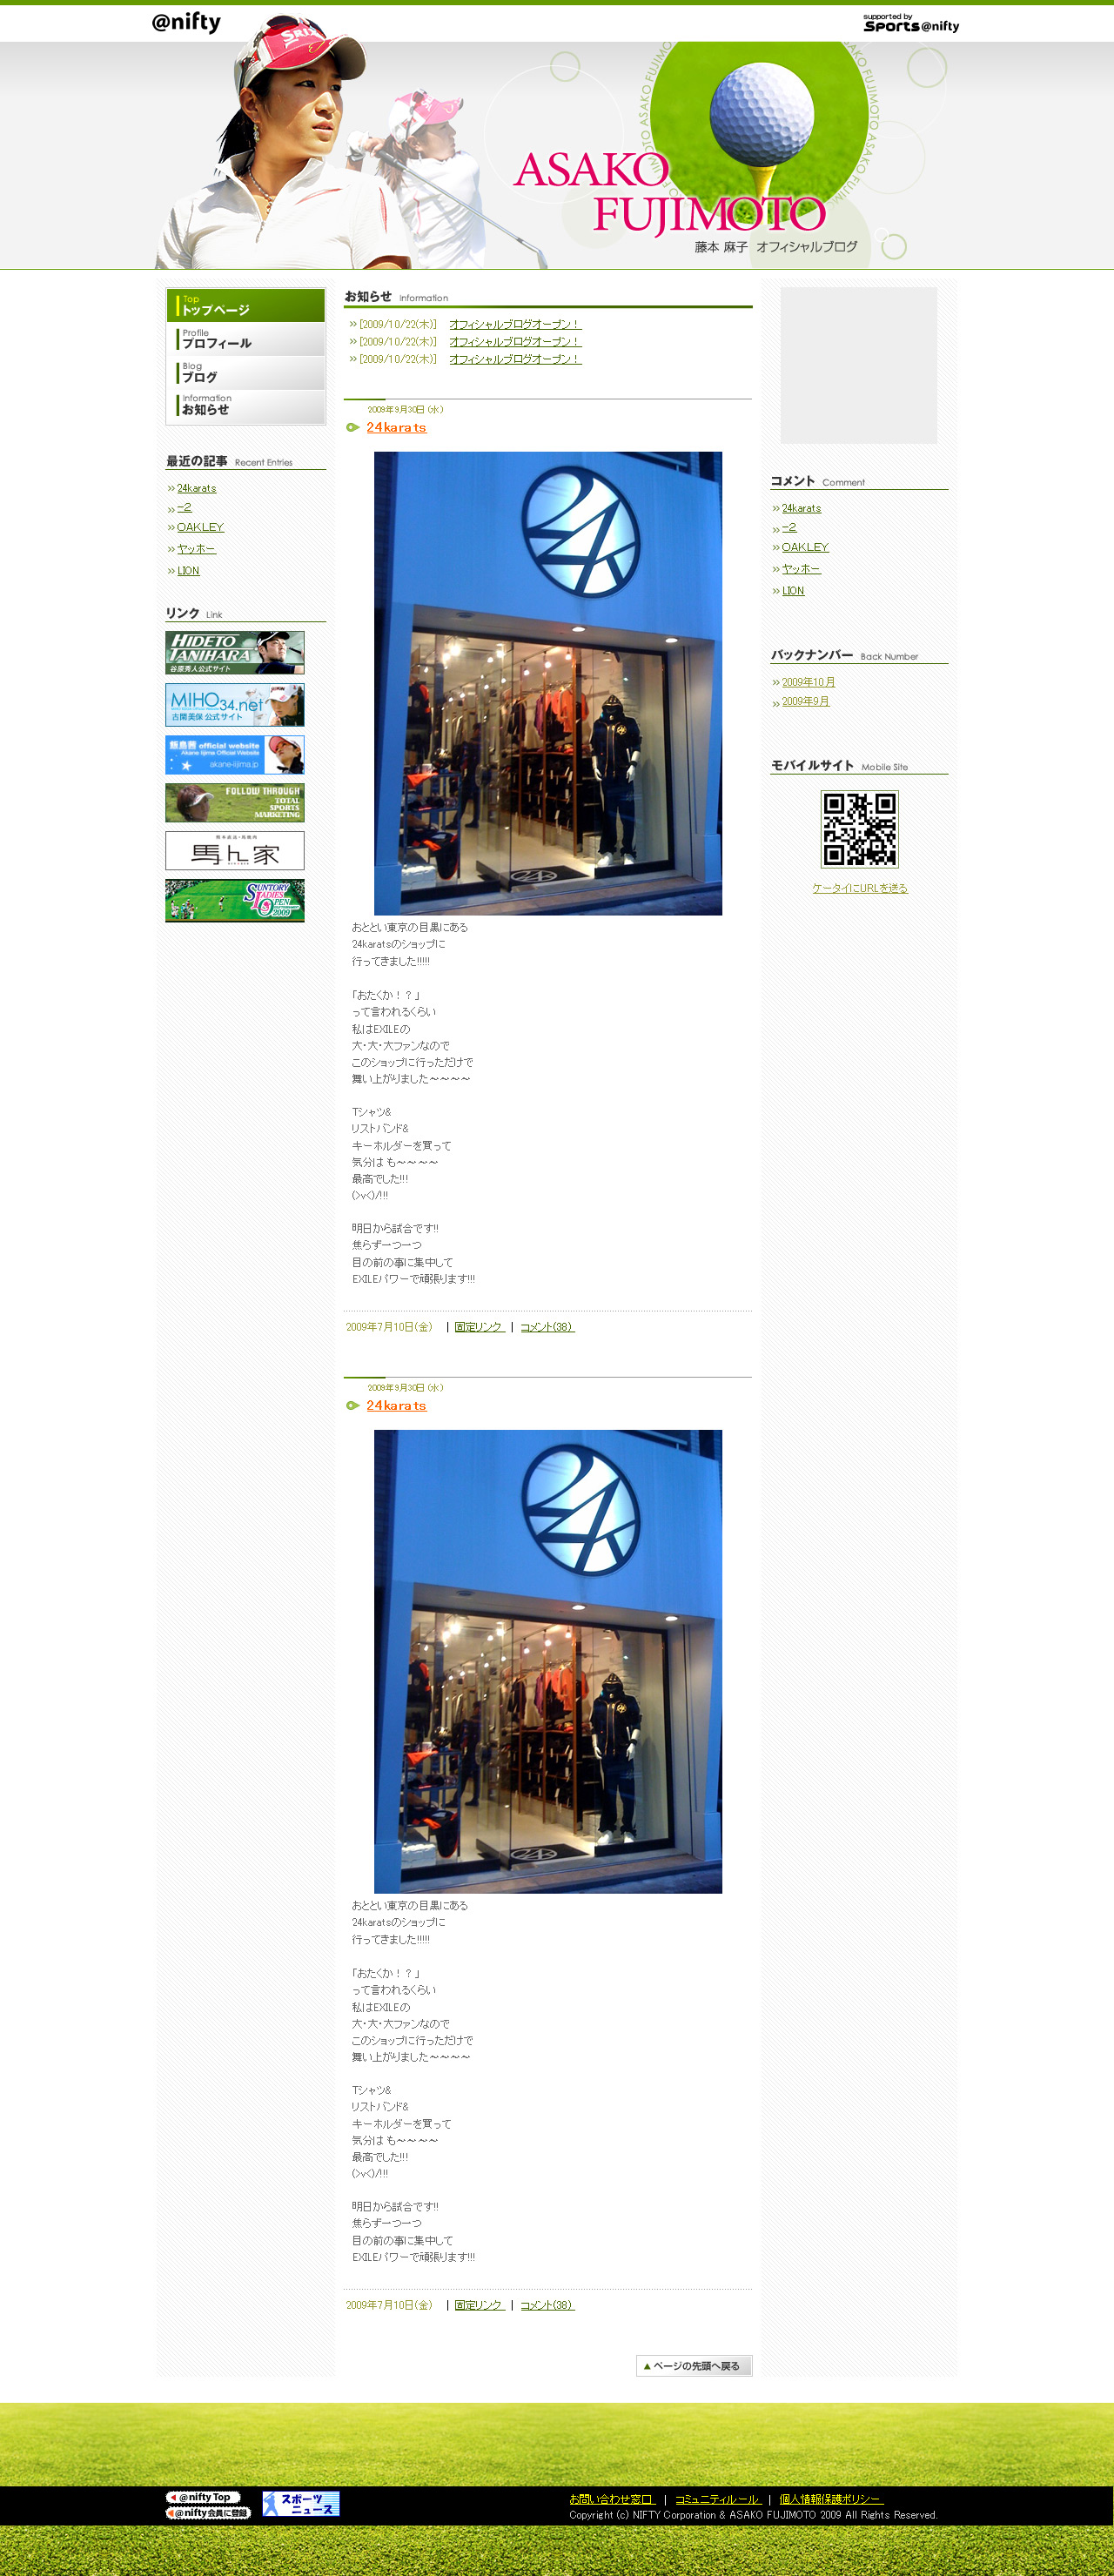 @nifty
supported by
Sports@nifty
ASAKO
FUJIMOTO
藤本 麻子 オフィシャルブログ
Top
トップページ
Profile
プロフィール
Blog
ブログ
Information
お知らせ
最近の記事 Recent Entries
24karats
-2
OAKLEY
ヤッホー
LION
リンク Link
HIDETO
TANIHARA
谷原秀人公式サイト
MIHO34.net
古閑美保 公式サイト
飯島茜 official website
Akane Iijima Official Website
akane-iijima.jp
FOLLOW THROUGH
TOTAL
SPORTS
MARKETING
馬ん家
SUNTORY
LADIES
OPEN
2009
お知らせ Information
[2009/10/22(木)] オフィシャルブログオープン！
[2009/10/22(木)] オフィシャルブログオープン！
[2009/10/22(木)] オフィシャルブログオープン！
2009年9月30日 (水)
24karats
おととい東京の目黒にある
24karatsのショップに
行ってきました!!!!!
「おたくか！？」
って言われるくらい
私はEXILEの
大・大・大ファンなので
このショップに行っただけで
舞い上がりました～～～～
Tシャツ&
リストバンド&
キーホルダーを買って
気分は も～～～～
最高でした!!!
(>v<)/!!!
明日から試合です!!
焦らず一つ一つ
目の前の事に集中して
EXILEパワーで頑張ります!!!
2009年7月10日(金) | 固定リンク | コメント(38)
2009年9月30日 (水)
24karats
おととい東京の目黒にある
24karatsのショップに
行ってきました!!!!!
「おたくか！？」
って言われるくらい
私はEXILEの
大・大・大ファンなので
このショップに行っただけで
舞い上がりました～～～～
Tシャツ&
リストバンド&
キーホルダーを買って
気分は も～～～～
最高でした!!!
(>v<)/!!!
明日から試合です!!
焦らず一つ一つ
目の前の事に集中して
EXILEパワーで頑張ります!!!
2009年7月10日(金) | 固定リンク | コメント(38)
▲ ページの先頭へ戻る
コメント Comment
24karats
-2
OAKLEY
ヤッホー
LION
バックナンバー Back Number
2009年10月
2009年9月
モバイルサイト Mobile Site
ケータイにURLを送る
@nifty Top
@nifty会員に登録
スポーツ
ニュース
お問い合わせ窓口 | コミュニティルール | 個人情報保護ポリシー
Copyright (c) NIFTY Corporation & ASAKO FUJIMOTO 2009 All Rights Reserved.